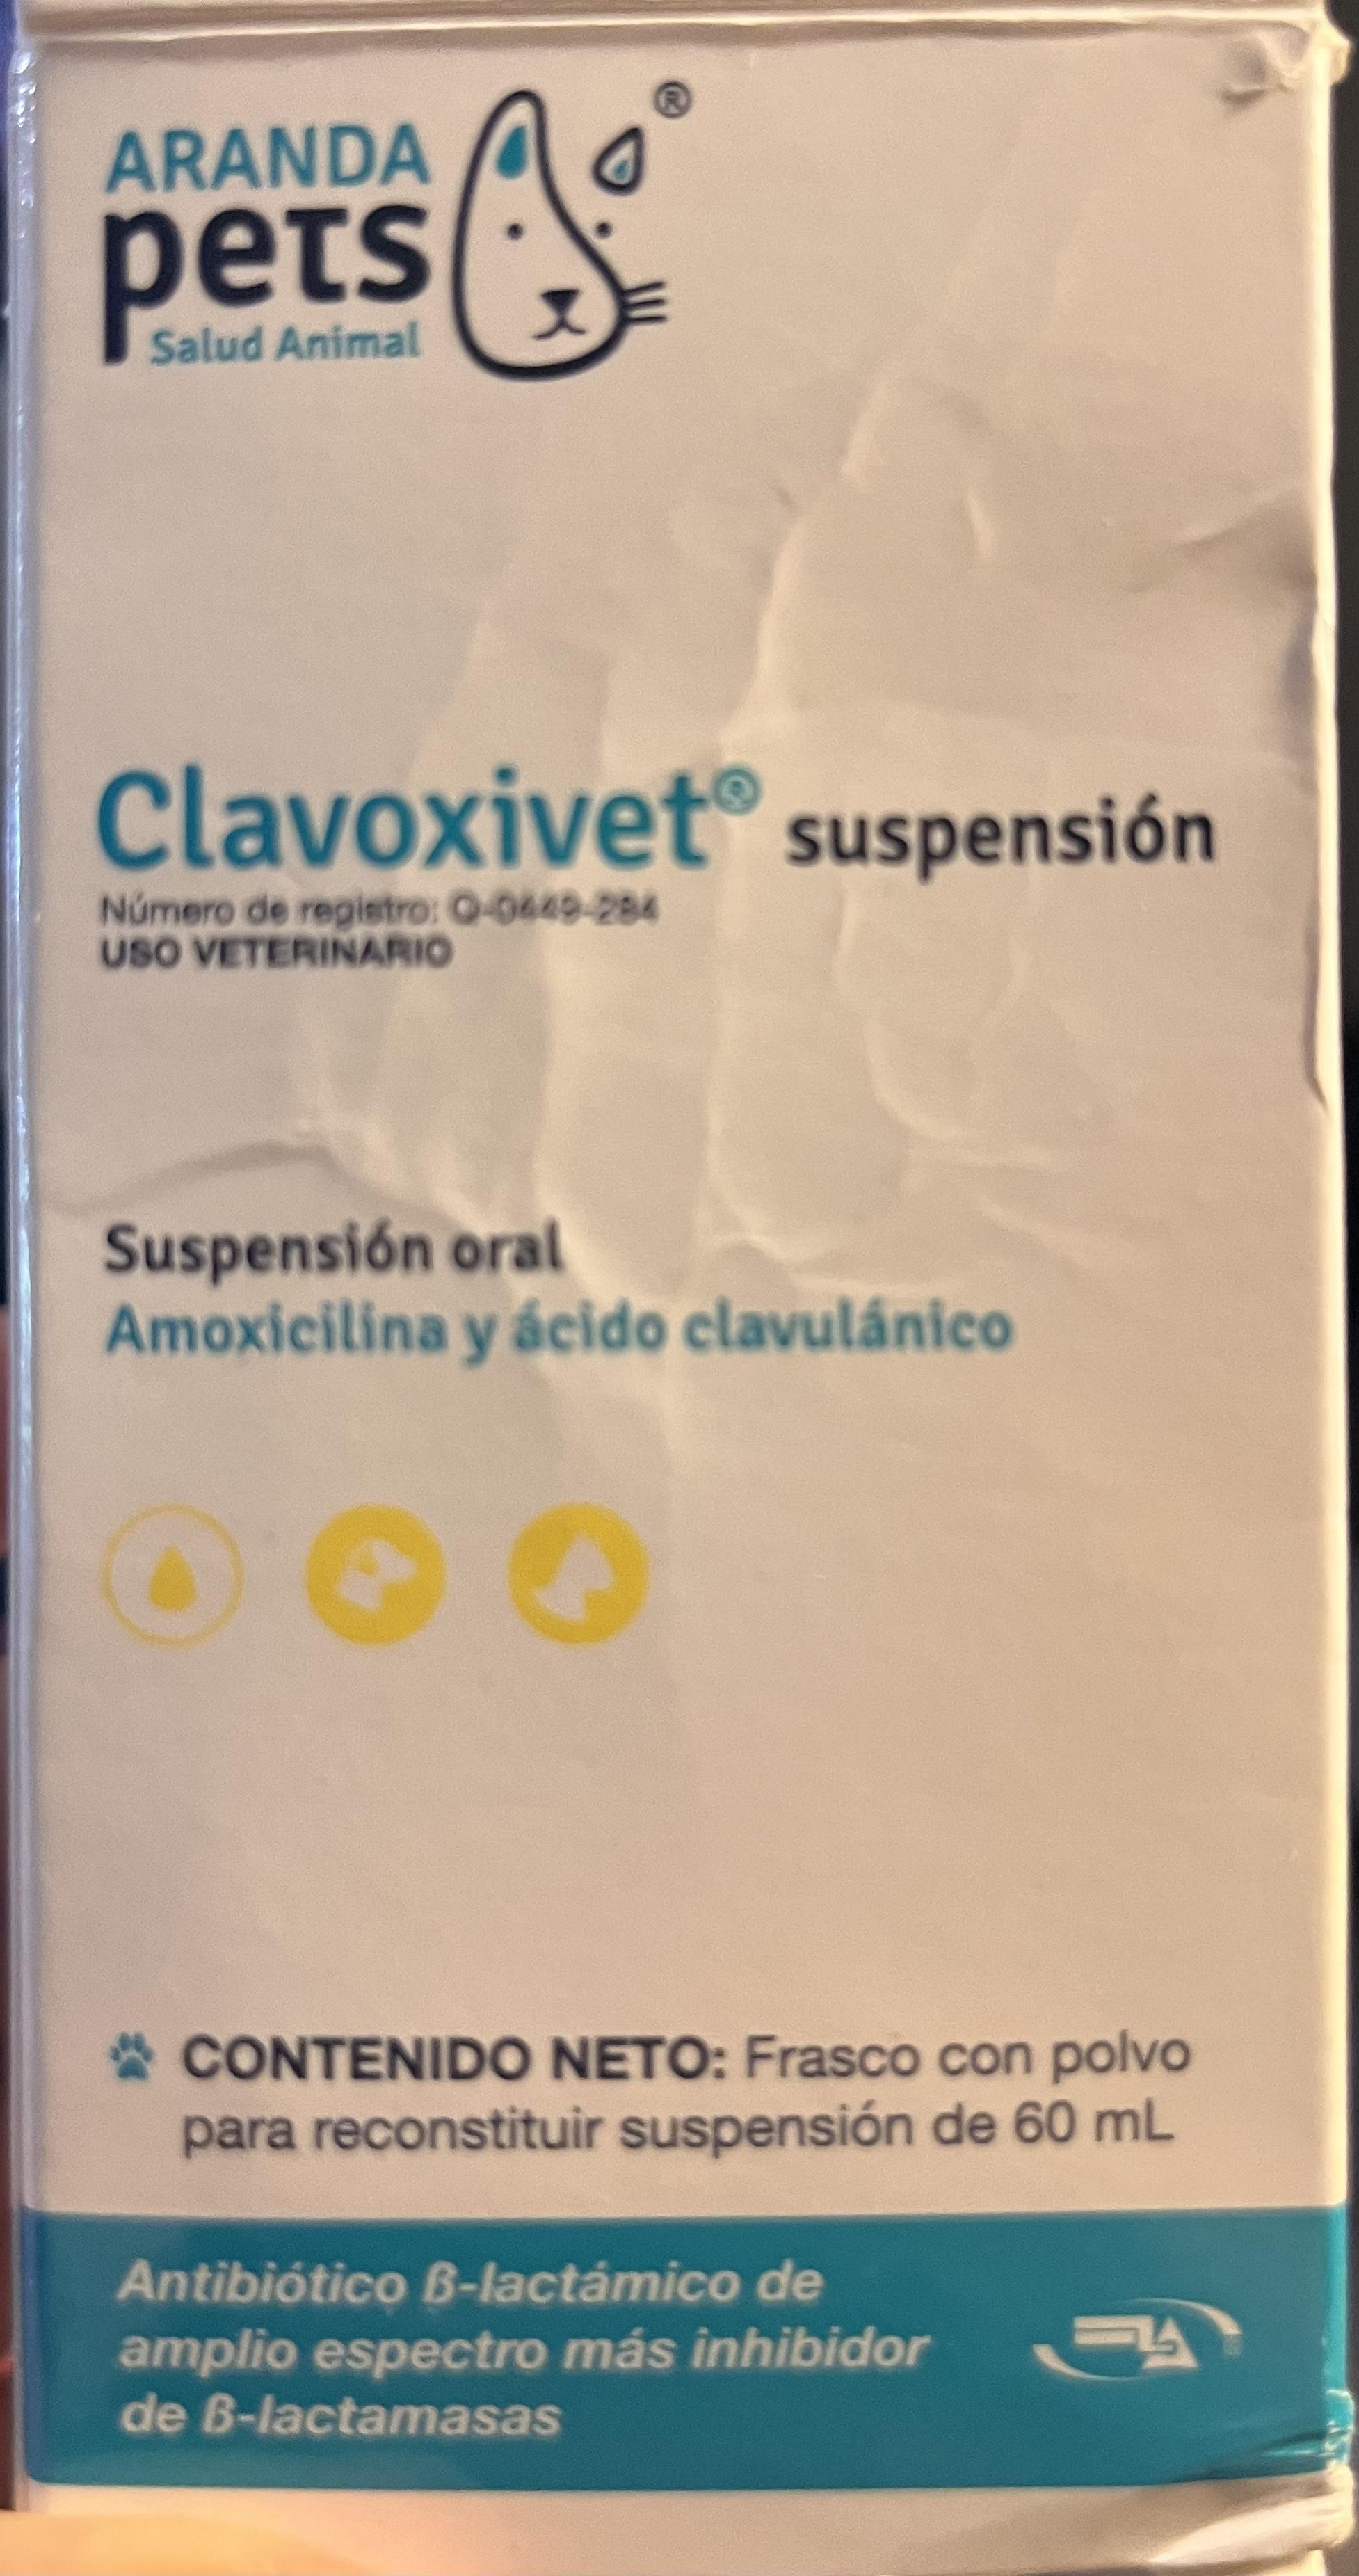 ARANDA
pets
Salud Animal
®
Clavoxivet® suspensión
Número de registro: Q-0449-284
USO VETERINARIO
Suspensión oral
Amoxicilina y ácido clavulánico
CONTENIDO NETO: Frasco con polvo
para reconstituir suspensión de 60 mL
Antibiótico ß-lactámico de
amplio espectro más inhibidor
de ß-lactamasas